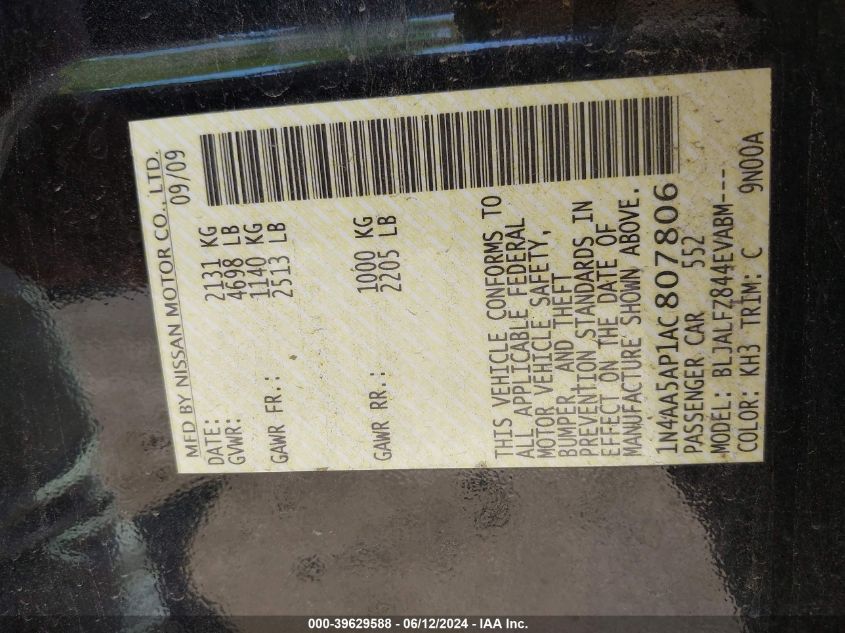 MFD BY NISSAN MOTOR CO., LTD.
DATE: 09/09
GVWR: 2131 KG
4698 LB
GAWR FR.: 1140 KG
2513 LB
GAWR RR.: 1000 KG
2205 LB
THIS VEHICLE CONFORMS TO
ALL APPLICABLE FEDERAL
MOTOR VEHICLE SAFETY,
BUMPER, AND THEFT
PREVENTION STANDARDS IN
EFFECT ON THE DATE OF
MANUFACTURE SHOWN ABOVE.
1N4AA5AP1AC807806
PASSENGER CAR 552
MODEL: BLJALF7844EVABM---
COLOR: KH3 TRIM: C 9N00A
000-39629588 - 06/12/2024 - IAA Inc.